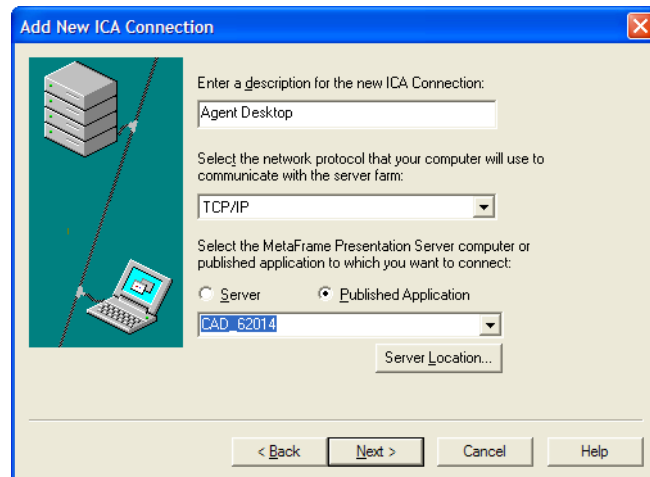 Add New ICA Connection
Enter a description for the new ICA Connection:
Agent Desktop
Select the network protocol that your computer will use to
communicate with the server farm:
TCP/IP
Select the MetaFrame Presentation Server computer or
published application to which you want to connect:
Server Published Application
CAD_62014
Server Location...
< Back Next > Cancel Help